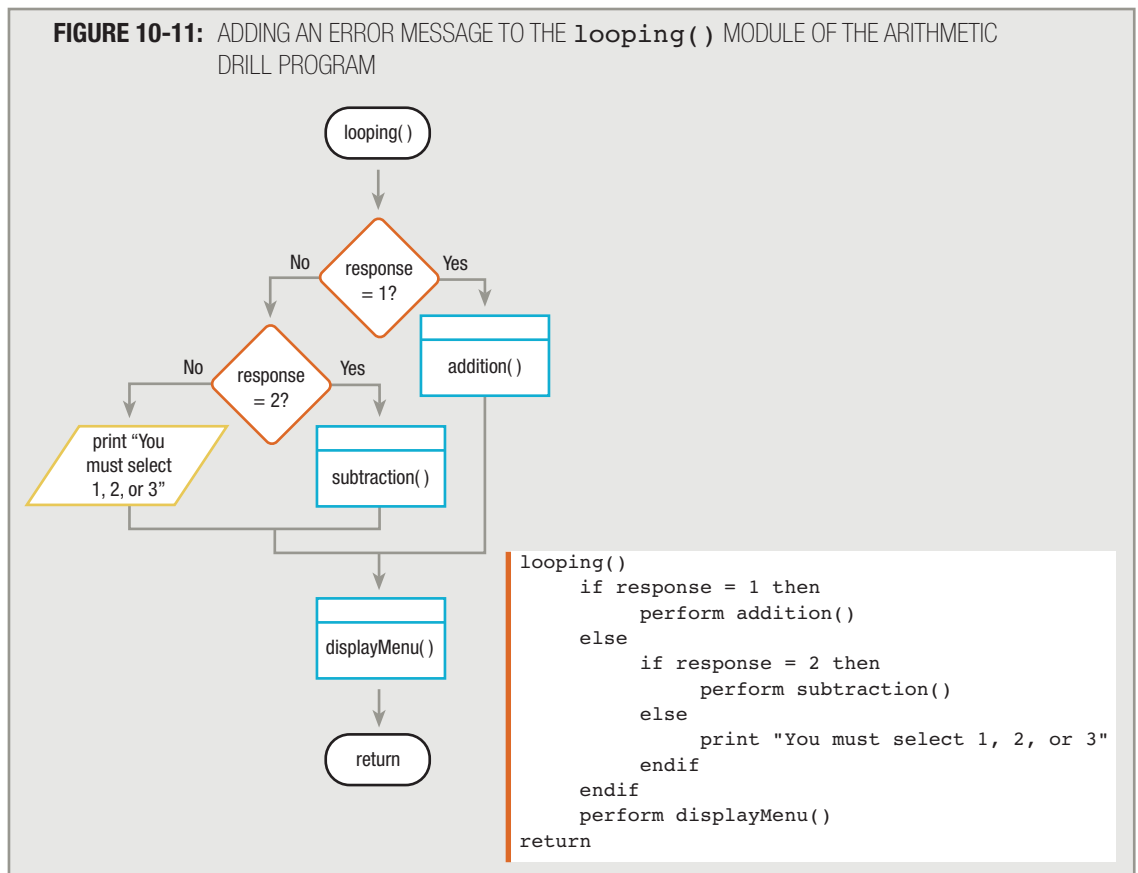 FIGURE 10-11: ADDING AN ERROR MESSAGE TO THE looping() MODULE OF THE ARITHMETIC
DRILL PROGRAM
looping( )
No
response
= 1?
Yes
No
response
= 2?
Yes
addition( )
print “You
must select
1, 2, or 3”
subtraction( )
displayMenu( )
return
looping()
if response = 1 then
perform addition()
else
if response = 2 then
perform subtraction()
else
print "You must select 1, 2, or 3"
endif
endif
perform displayMenu()
return